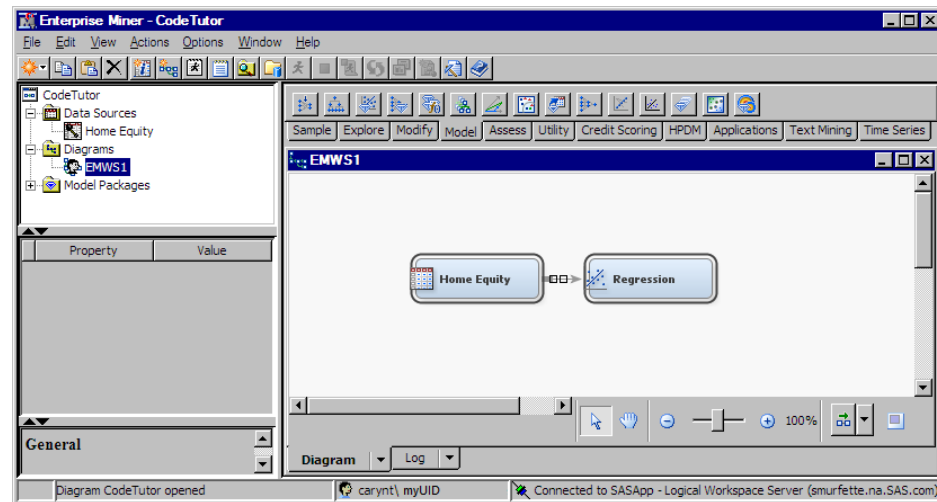 Enterprise Miner - CodeTutor
File Edit View Actions Options Window Help
CodeTutor
Data Sources
Home Equity
Diagrams
EMWS1
Model Packages
Property Value
General
Sample Explore Modify Model Assess Utility Credit Scoring HPDM Applications Text Mining Time Series
EMWS1
Home Equity
Regression
100%
Diagram Log
Diagram CodeTutor opened
carynt\ myUID
Connected to SASApp - Logical Workspace Server (smurfette.na.SAS.com)